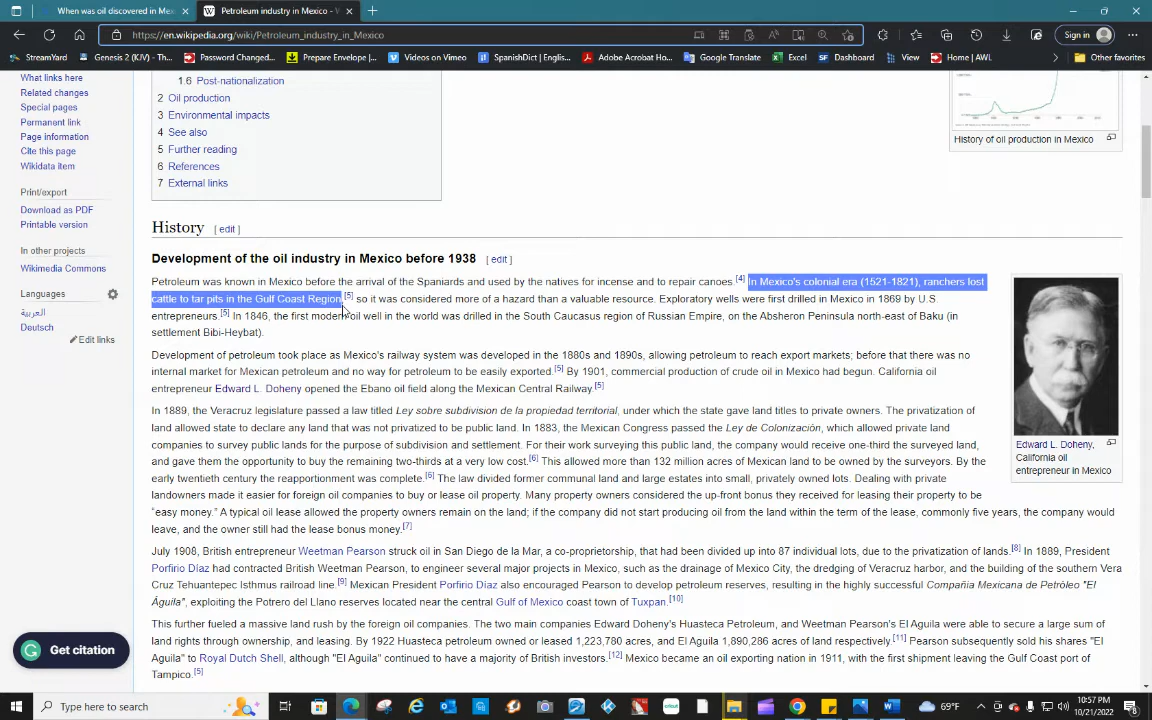 When was oil discovered in Mexi
Petroleum industry in Mexico - 
https://en.wikipedia.org/wiki/Petroleum_industry_in_Mexico
Sign in
StreamYard
Genesis 2 (KJV) - Th...
Password Changed...
Prepare Envelope |...
Videos on Vimeo
SpanishDict | Englis...
Adobe Acrobat Ho...
Google Translate
Excel
Dashboard
View
Home | AWL
Other favorites
What links here
Related changes
Special pages
Permanent link
Page information
Cite this page
Wikidata item
Print/export
Download as PDF
Printable version
In other projects
Wikimedia Commons
Languages
العربية
Deutsch
Edit links
Get citation
1.6 Post-nationalization
2 Oil production
3 Environmental impacts
4 See also
5 Further reading
6 References
7 External links
History of oil production in Mexico
History [ edit ]
Development of the oil industry in Mexico before 1938 [ edit ]
Petroleum was known in Mexico before the arrival of the Spaniards and used by the natives for incense and to repair canoes.[4] In Mexico's colonial era (1521-1821), ranchers lost
cattle to tar pits in the Gulf Coast Region,[5] so it was considered more of a hazard than a valuable resource. Exploratory wells were first drilled in Mexico in 1869 by U.S.
entrepreneurs.[5] In 1846, the first modern oil well in the world was drilled in the South Caucasus region of Russian Empire, on the Absheron Peninsula north-east of Baku (in
settlement Bibi-Heybat).
Development of petroleum took place as Mexico's railway system was developed in the 1880s and 1890s, allowing petroleum to reach export markets; before that there was no
internal market for Mexican petroleum and no way for petroleum to be easily exported.[5] By 1901, commercial production of crude oil in Mexico had begun. California oil
entrepreneur Edward L. Doheny opened the Ebano oil field along the Mexican Central Railway.[5]
In 1889, the Veracruz legislature passed a law titled Ley sobre subdivision de la propiedad territorial, under which the state gave land titles to private owners. The privatization of
land allowed state to declare any land that was not privatized to be public land. In 1883, the Mexican Congress passed the Ley de Colonización, which allowed private land
companies to survey public lands for the purpose of subdivision and settlement. For their work surveying this public land, the company would receive one-third the surveyed land,
and gave them the opportunity to buy the remaining two-thirds at a very low cost.[6] This allowed more than 132 million acres of Mexican land to be owned by the surveyors. By the
early twentieth century the reapportionment was complete.[6] The law divided former communal land and large estates into small, privately owned lots. Dealing with private
landowners made it easier for foreign oil companies to buy or lease oil property. Many property owners considered the up-front bonus they received for leasing their property to be
"easy money." A typical oil lease allowed the property owners remain on the land; if the company did not start producing oil from the land within the term of the lease, commonly five years, the company would
leave, and the owner still had the lease bonus money.[7]
July 1908, British entrepreneur Weetman Pearson struck oil in San Diego de la Mar, a co-proprietorship, that had been divided up into 87 individual lots, due to the privatization of lands.[8] In 1889, President
Porfirio Díaz had contracted British Weetman Pearson, to engineer several major projects in Mexico, such as the drainage of Mexico City, the dredging of Veracruz harbor, and the building of the southern Vera
Cruz Tehuantepec Isthmus railroad line.[9] Mexican President Porfirio Díaz also encouraged Pearson to develop petroleum reserves, resulting in the highly successful Compañia Mexicana de Petróleo "El
Águila", exploiting the Potrero del Llano reserves located near the central Gulf of Mexico coast town of Tuxpan.[10]
This further fueled a massive land rush by the foreign oil companies. The two main companies Edward Doheny's Huasteca Petroleum, and Weetman Pearson's El Aguila were able to secure a large sum of
land rights through ownership, and leasing. By 1922 Huasteca petroleum owned or leased 1,223,780 acres, and El Aguila 1,890,286 acres of land respectively.[11] Pearson subsequently sold his shares "El
Aguila" to Royal Dutch Shell, although "El Aguila" continued to have a majority of British investors.[12] Mexico became an oil exporting nation in 1911, with the first shipment leaving the Gulf Coast port of
Tampico.[5]
Edward L. Doheny,
California oil
entrepreneur in Mexico
Type here to search
69°F
10:57 PM
10/21/2022